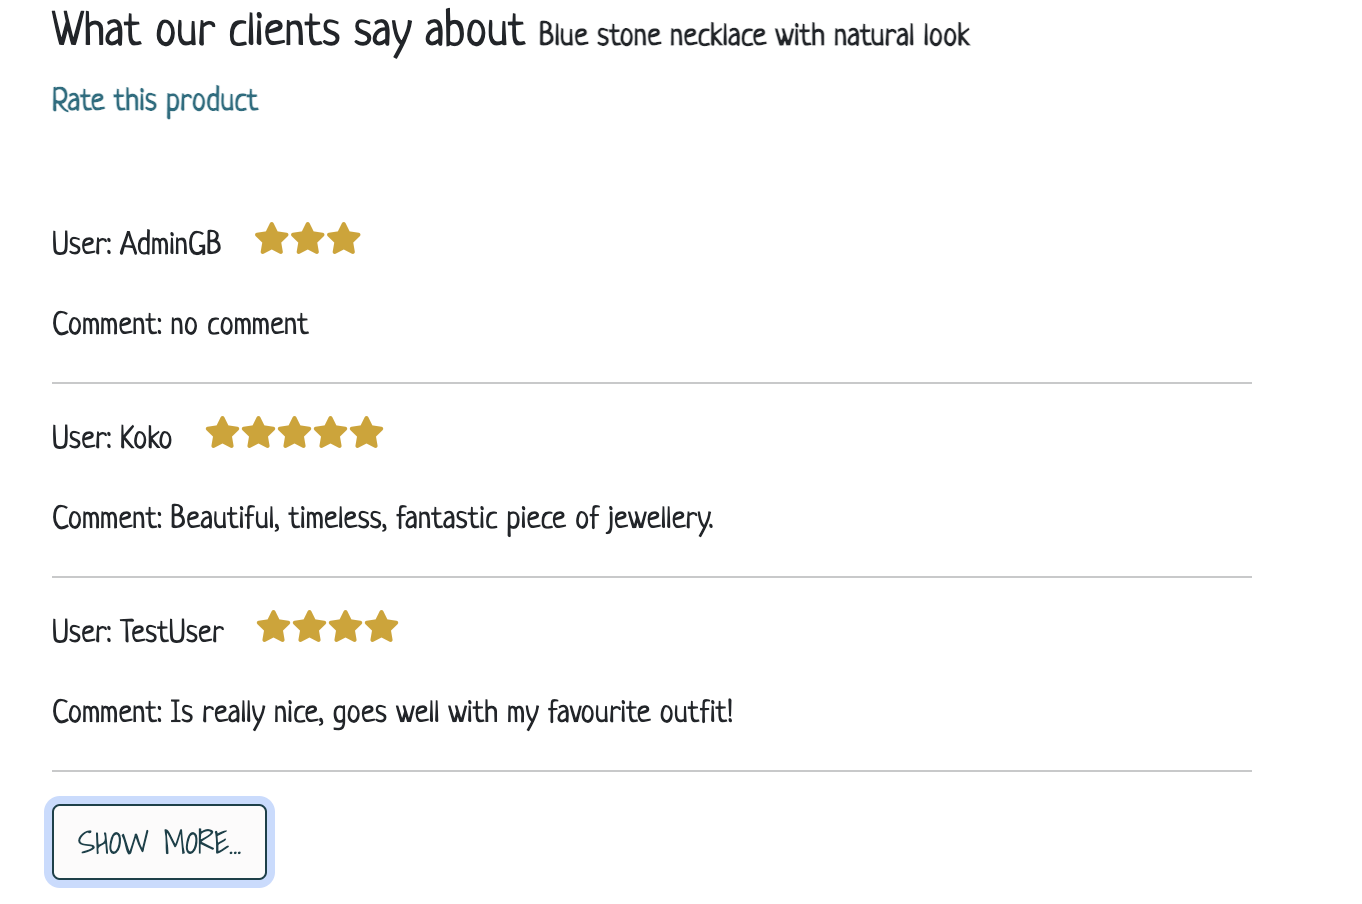 What our clients say about Blue stone necklace with natural look
Rate this product
User: AdminGB
Comment: no comment
User: Koko
Comment: Beautiful, timeless, fantastic piece of jewellery.
User: TestUser
Comment: Is really nice, goes well with my favourite outfit!
SHOW MORE...